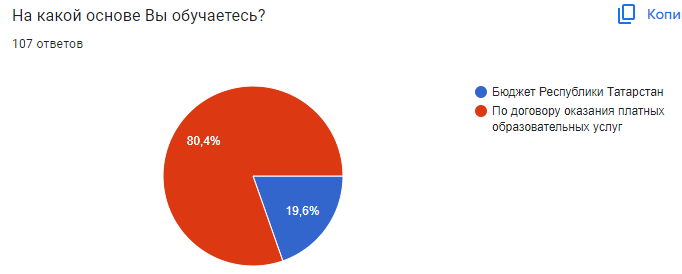 На какой основе Вы обучаетесь?
Копи
107 ответов
Бюджет Республики Татарстан
По договору оказания платных
образовательных услуг
80,4%
19,6%